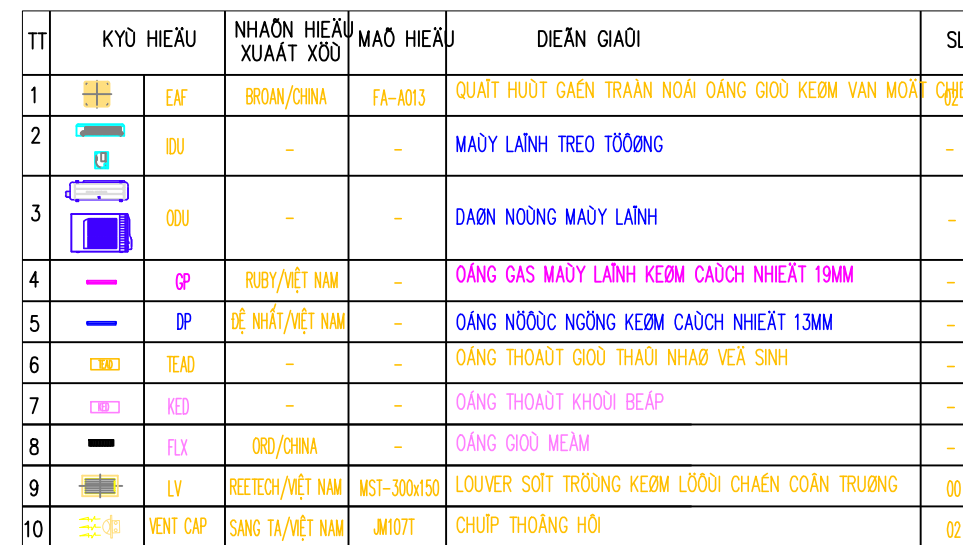 TT KYÙ HIEÄU NHAÕN HIEÄU XUAÁT XÖÙ MAÕ HIEÄU DIEÃN GIAÛI SL
1 EAF BROAN/CHINA FA-A013 QUAÏT HUÙT GAÉN TRAÀN NOÁI OÁNG GIOÙ KEØM VAN MOÄT CHIE 02
2 IDU - - MAÙY LAÏNH TREO TÖÔØNG -
3 ODU - - DAØN NOÙNG MAÙY LAÏNH -
4 GP RUBY/VIỆT NAM - OÁNG GAS MAÙY LAÏNH KEØM CAÙCH NHIEÄT 19MM -
5 DP ĐỆ NHẤT/VIỆT NAM - OÁNG NÖÔÙC NGÖNG KEØM CAÙCH NHIEÄT 13MM -
6 TEAD TEAD - - OÁNG THOAÙT GIOÙ THAÛI NHAØ VEÄ SINH -
7 KED KED - - OÁNG THOAÙT KHOÙI BEÁP -
8 FLX ORD/CHINA - OÁNG GIOÙ MEÀM -
9 LV REETECH/VIỆT NAM MST-300x150 LOUVER SOÏT TRÖÙNG KEØM LÖÔÙI CHAÉN COÂN TRUØNG 00
10 VENT CAP SANG TA/VIỆT NAM JM107T CHUÏP THOÂNG HÔI 02